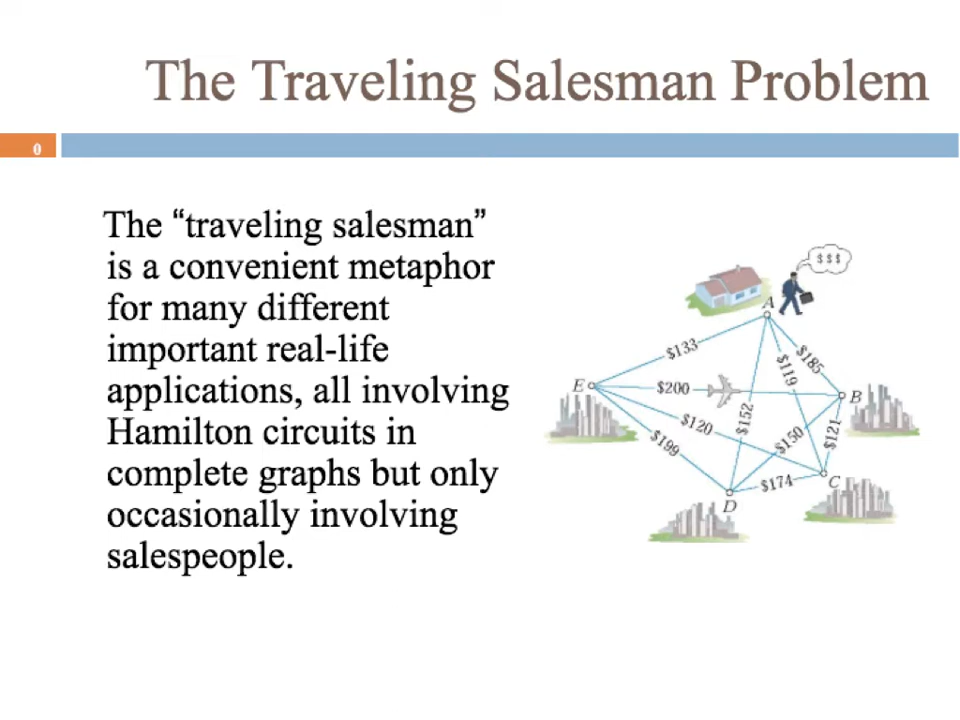 The Traveling Salesman Problem
0
The “traveling salesman”
is a convenient metaphor
for many different
important real-life
applications, all involving
Hamilton circuits in
complete graphs but only
occasionally involving
salespeople.
$$$
A
$133
$185
$119
E
$200
B
$152
$120
$121
$150
$199
$174
C
D